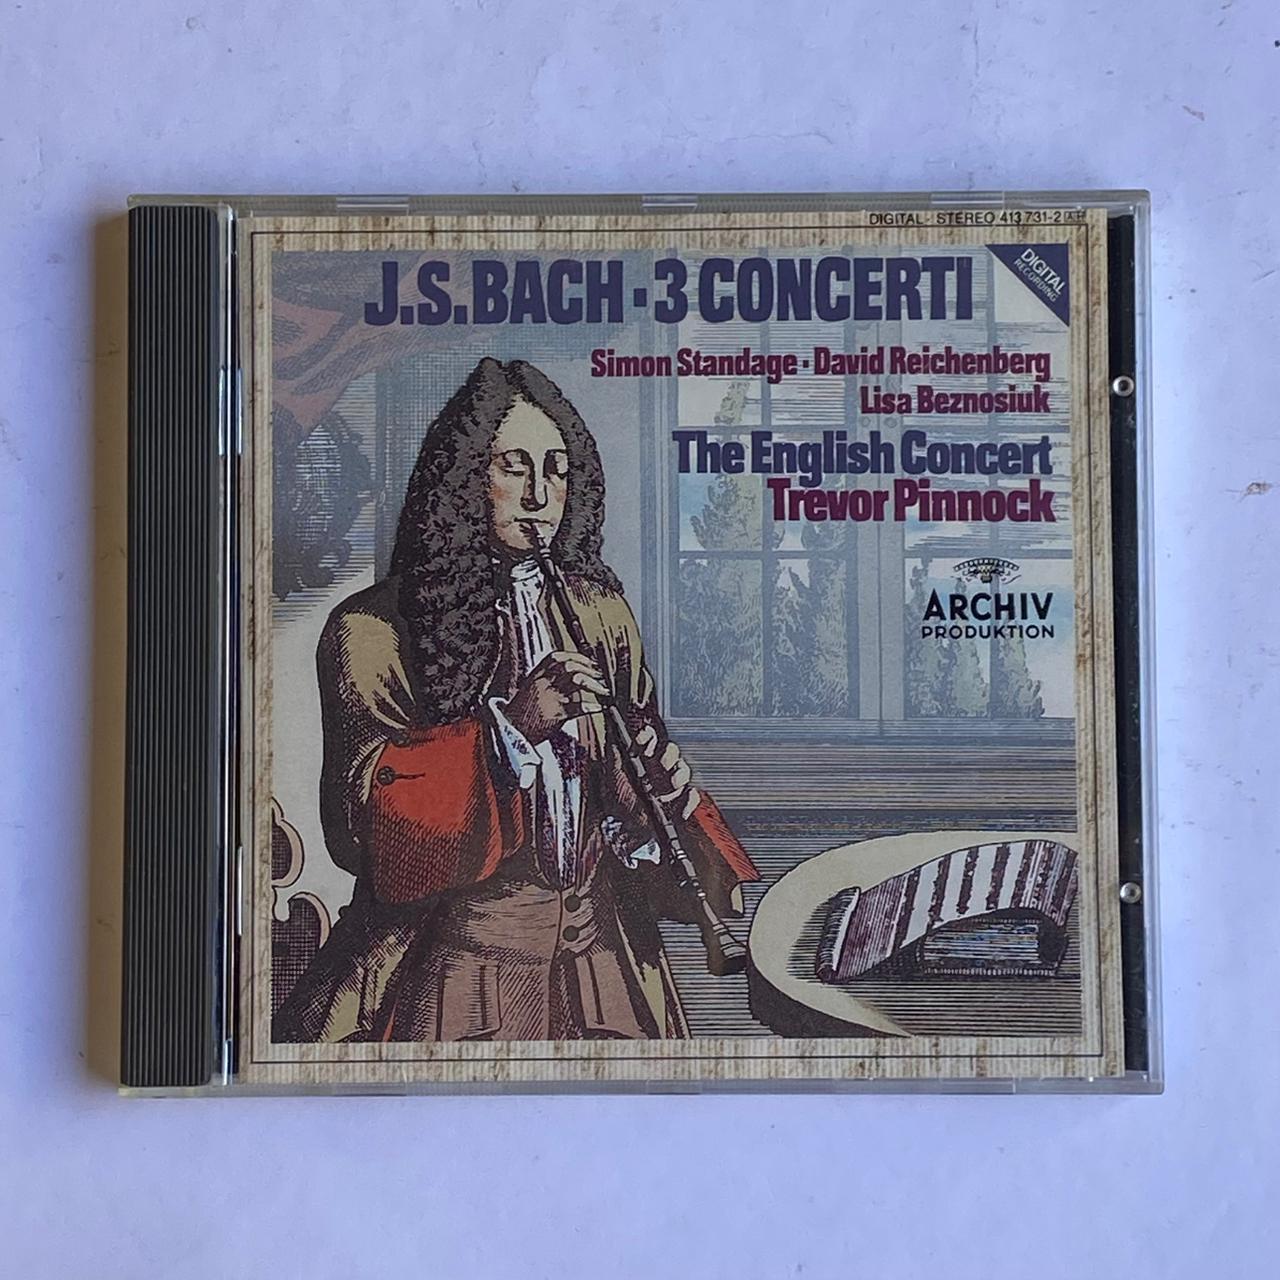 DIGITAL · STEREO 413 731-2 AH
J.S.BACH · 3 CONCERTI
DIGITAL
RECORDING
Simon Standage · David Reichenberg
Lisa Beznosiuk
The English Concert
Trevor Pinnock
ARCHIV
PRODUKTION